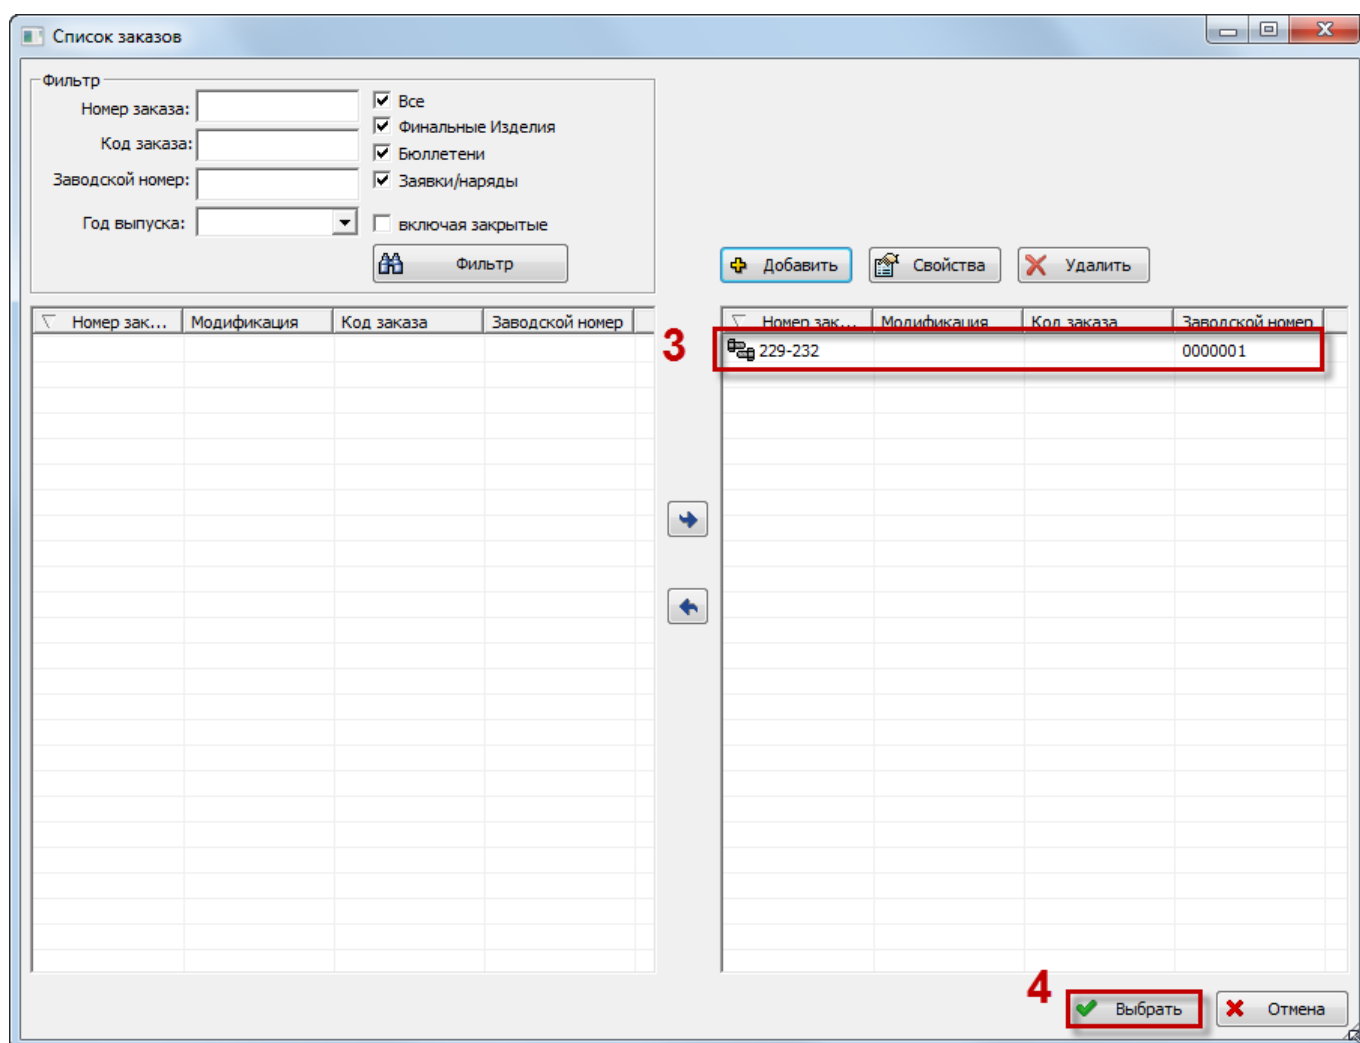 Список заказов
Фильтр
Номер заказа:
Все
Финальные Изделия
Код заказа:
Бюллетени
Заводской номер:
Заявки/наряды
Год выпуска:
включая закрытые
Фильтр
Добавить
Свойства
Удалить
Номер зак... Модификация Код заказа Заводской номер
3
Номер зак... Модификация Код заказа Заводской номер
229-232 0000001
4
Выбрать
Отмена